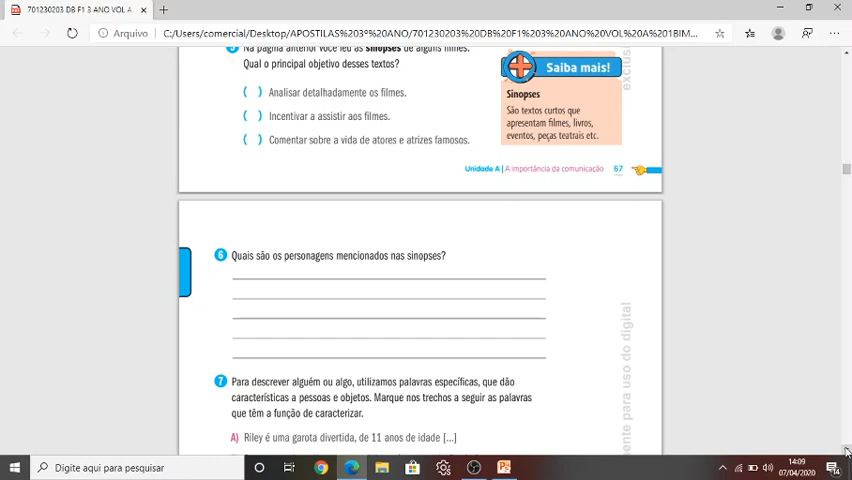 701230203 DB F1 3 ANO VOL A
Arquivo
C:/Users/comercial/Desktop/APOSTILAS%203º%20ANO/701230203%20DB%20F1%203%20ANO%20VOL%20A%201BIM...
5 Na página anterior você leu as sinopses de alguns filmes.
Qual o principal objetivo desses textos?
( ) Analisar detalhadamente os filmes.
( ) Incentivar a assistir aos filmes.
( ) Comentar sobre a vida de atores e atrizes famosos.
Saiba mais!
Sinopses
São textos curtos que
apresentam filmes, livros,
eventos, peças teatrais etc.
Unidade A | A importância da comunicação 67
6 Quais são os personagens mencionados nas sinopses?
7 Para descrever alguém ou algo, utilizamos palavras específicas, que dão
características a pessoas e objetos. Marque nos trechos a seguir as palavras
que têm a função de caracterizar.
A) Riley é uma garota divertida, de 11 anos de idade [...]
mente para uso do digital
Digite aqui para pesquisar
14:09
07/04/2020
14